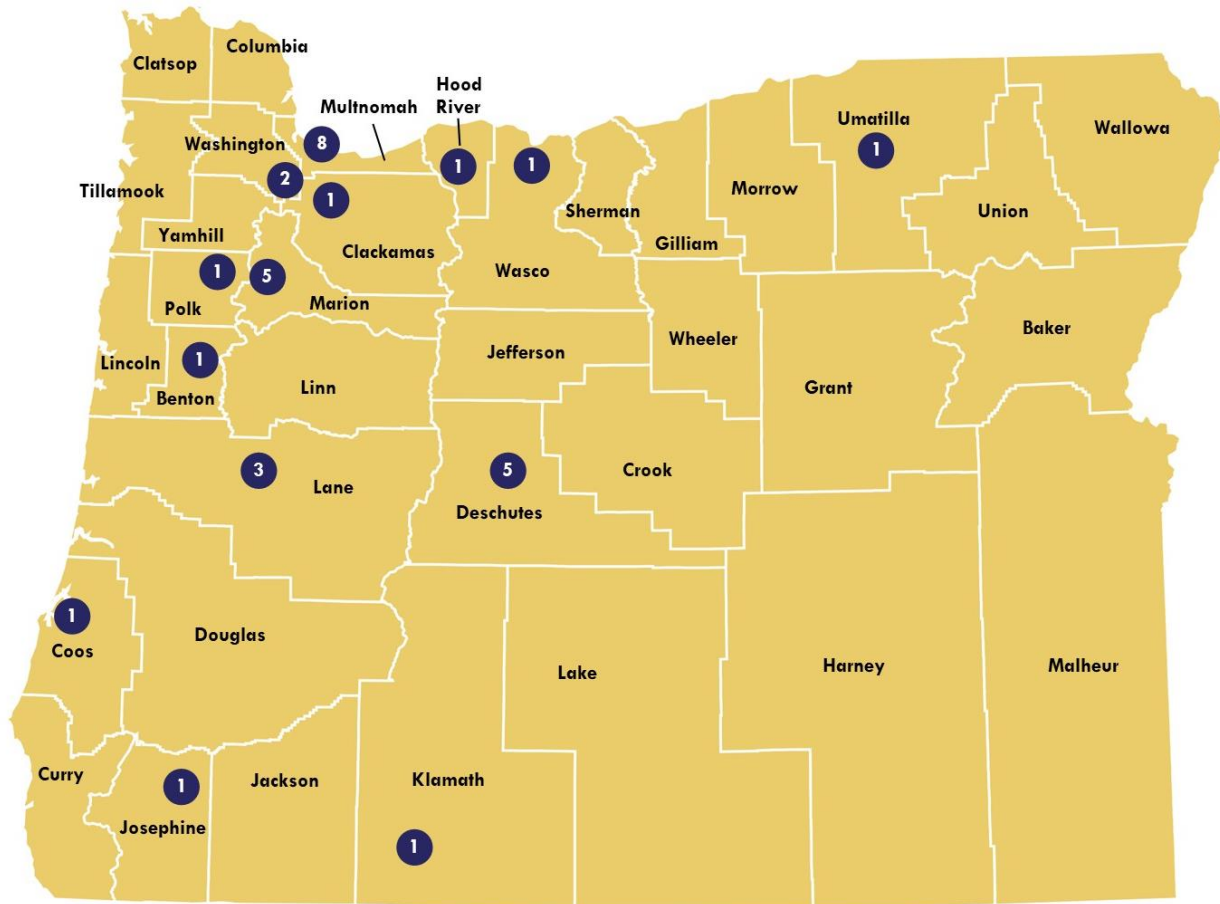 Clatsop
Columbia
Multnomah
Hood
River
Washington
8
Umatilla
Wallowa
1
1
1
2
Tillamook
1
Morrow
Sherman
Union
Yamhill
Clackamas
Gilliam
1
5
Wasco
Polk
Marion
Baker
Wheeler
Jefferson
1
Lincoln
Linn
Grant
Benton
3
5
Crook
Lane
Deschutes
1
Coos
Douglas
Lake
Harney
Malheur
Curry
1
Jackson
Klamath
Josephine
1